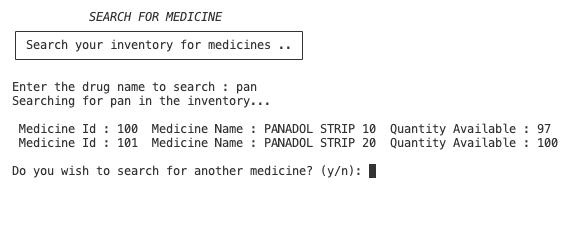 SEARCH FOR MEDICINE
Search your inventory for medicines ..
Enter the drug name to search : pan
Searching for pan in the inventory...
Medicine Id : 100  Medicine Name : PANADOL STRIP 10  Quantity Available : 97
Medicine Id : 101  Medicine Name : PANADOL STRIP 20  Quantity Available : 100
Do you wish to search for another medicine? (y/n):